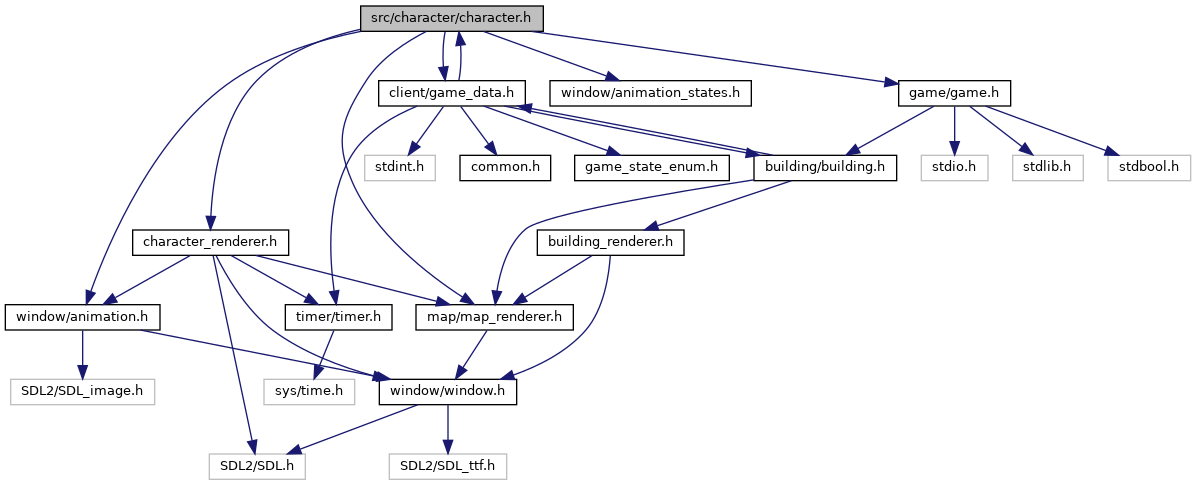 src/character/character.h
client/game_data.h
window/animation_states.h
game/game.h
stdint.h
common.h
game_state_enum.h
building/building.h
stdio.h
stdlib.h
stdbool.h
character_renderer.h
building_renderer.h
window/animation.h
timer/timer.h
map/map_renderer.h
SDL2/SDL_image.h
sys/time.h
window/window.h
SDL2/SDL.h
SDL2/SDL_ttf.h